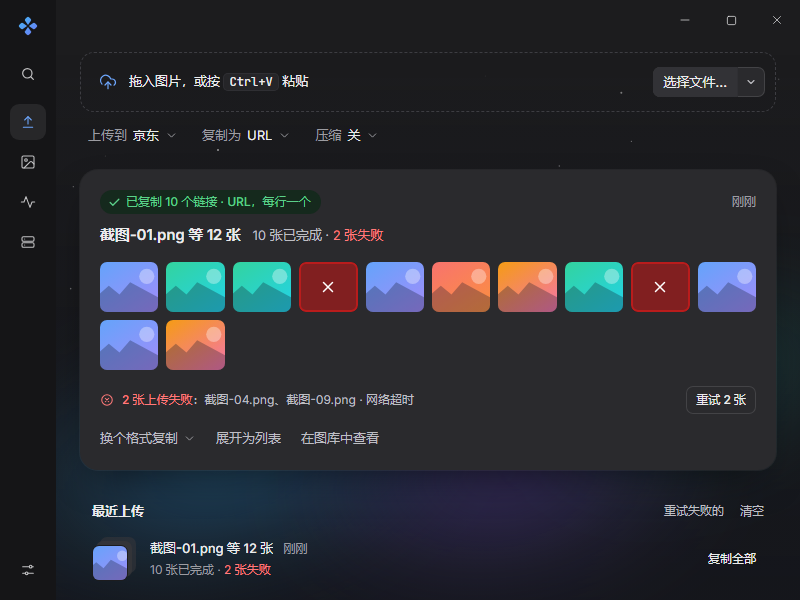 拖入图片，或按 Ctrl+V 粘贴
选择文件...
上传到 京东 复制为 URL 压缩 关
已复制 10 个链接 · URL，每行一个
刚刚
截图-01.png 等 12 张 10 张已完成 · 2 张失败
2 张上传失败：截图-04.png、截图-09.png · 网络超时
重试 2 张
换个格式复制 展开为列表 在图库中查看
最近上传
重试失败的 清空
截图-01.png 等 12 张 刚刚
10 张已完成 · 2 张失败
复制全部